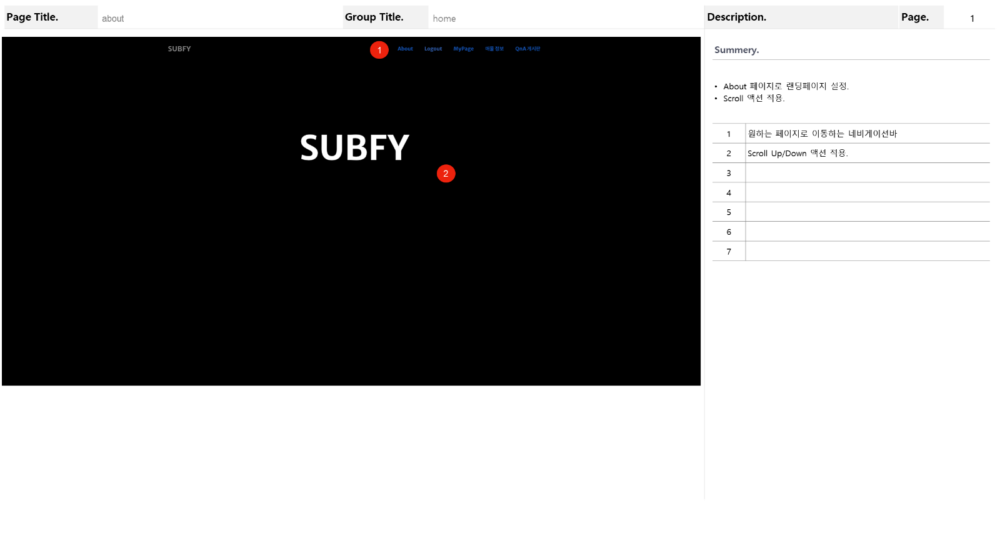 Page Title.
about
Group Title.
home
Description.
Page.
1
SUBFY
1
About
Logout
MyPage
매물 정보
QnA 게시판
SUBFY
2
Summery.
• About 페이지로 랜딩페이지 설정.
• Scroll 액션 적용.
1 원하는 페이지로 이동하는 네비게이션바
2 Scroll Up/Down 액션 적용.
3
4
5
6
7